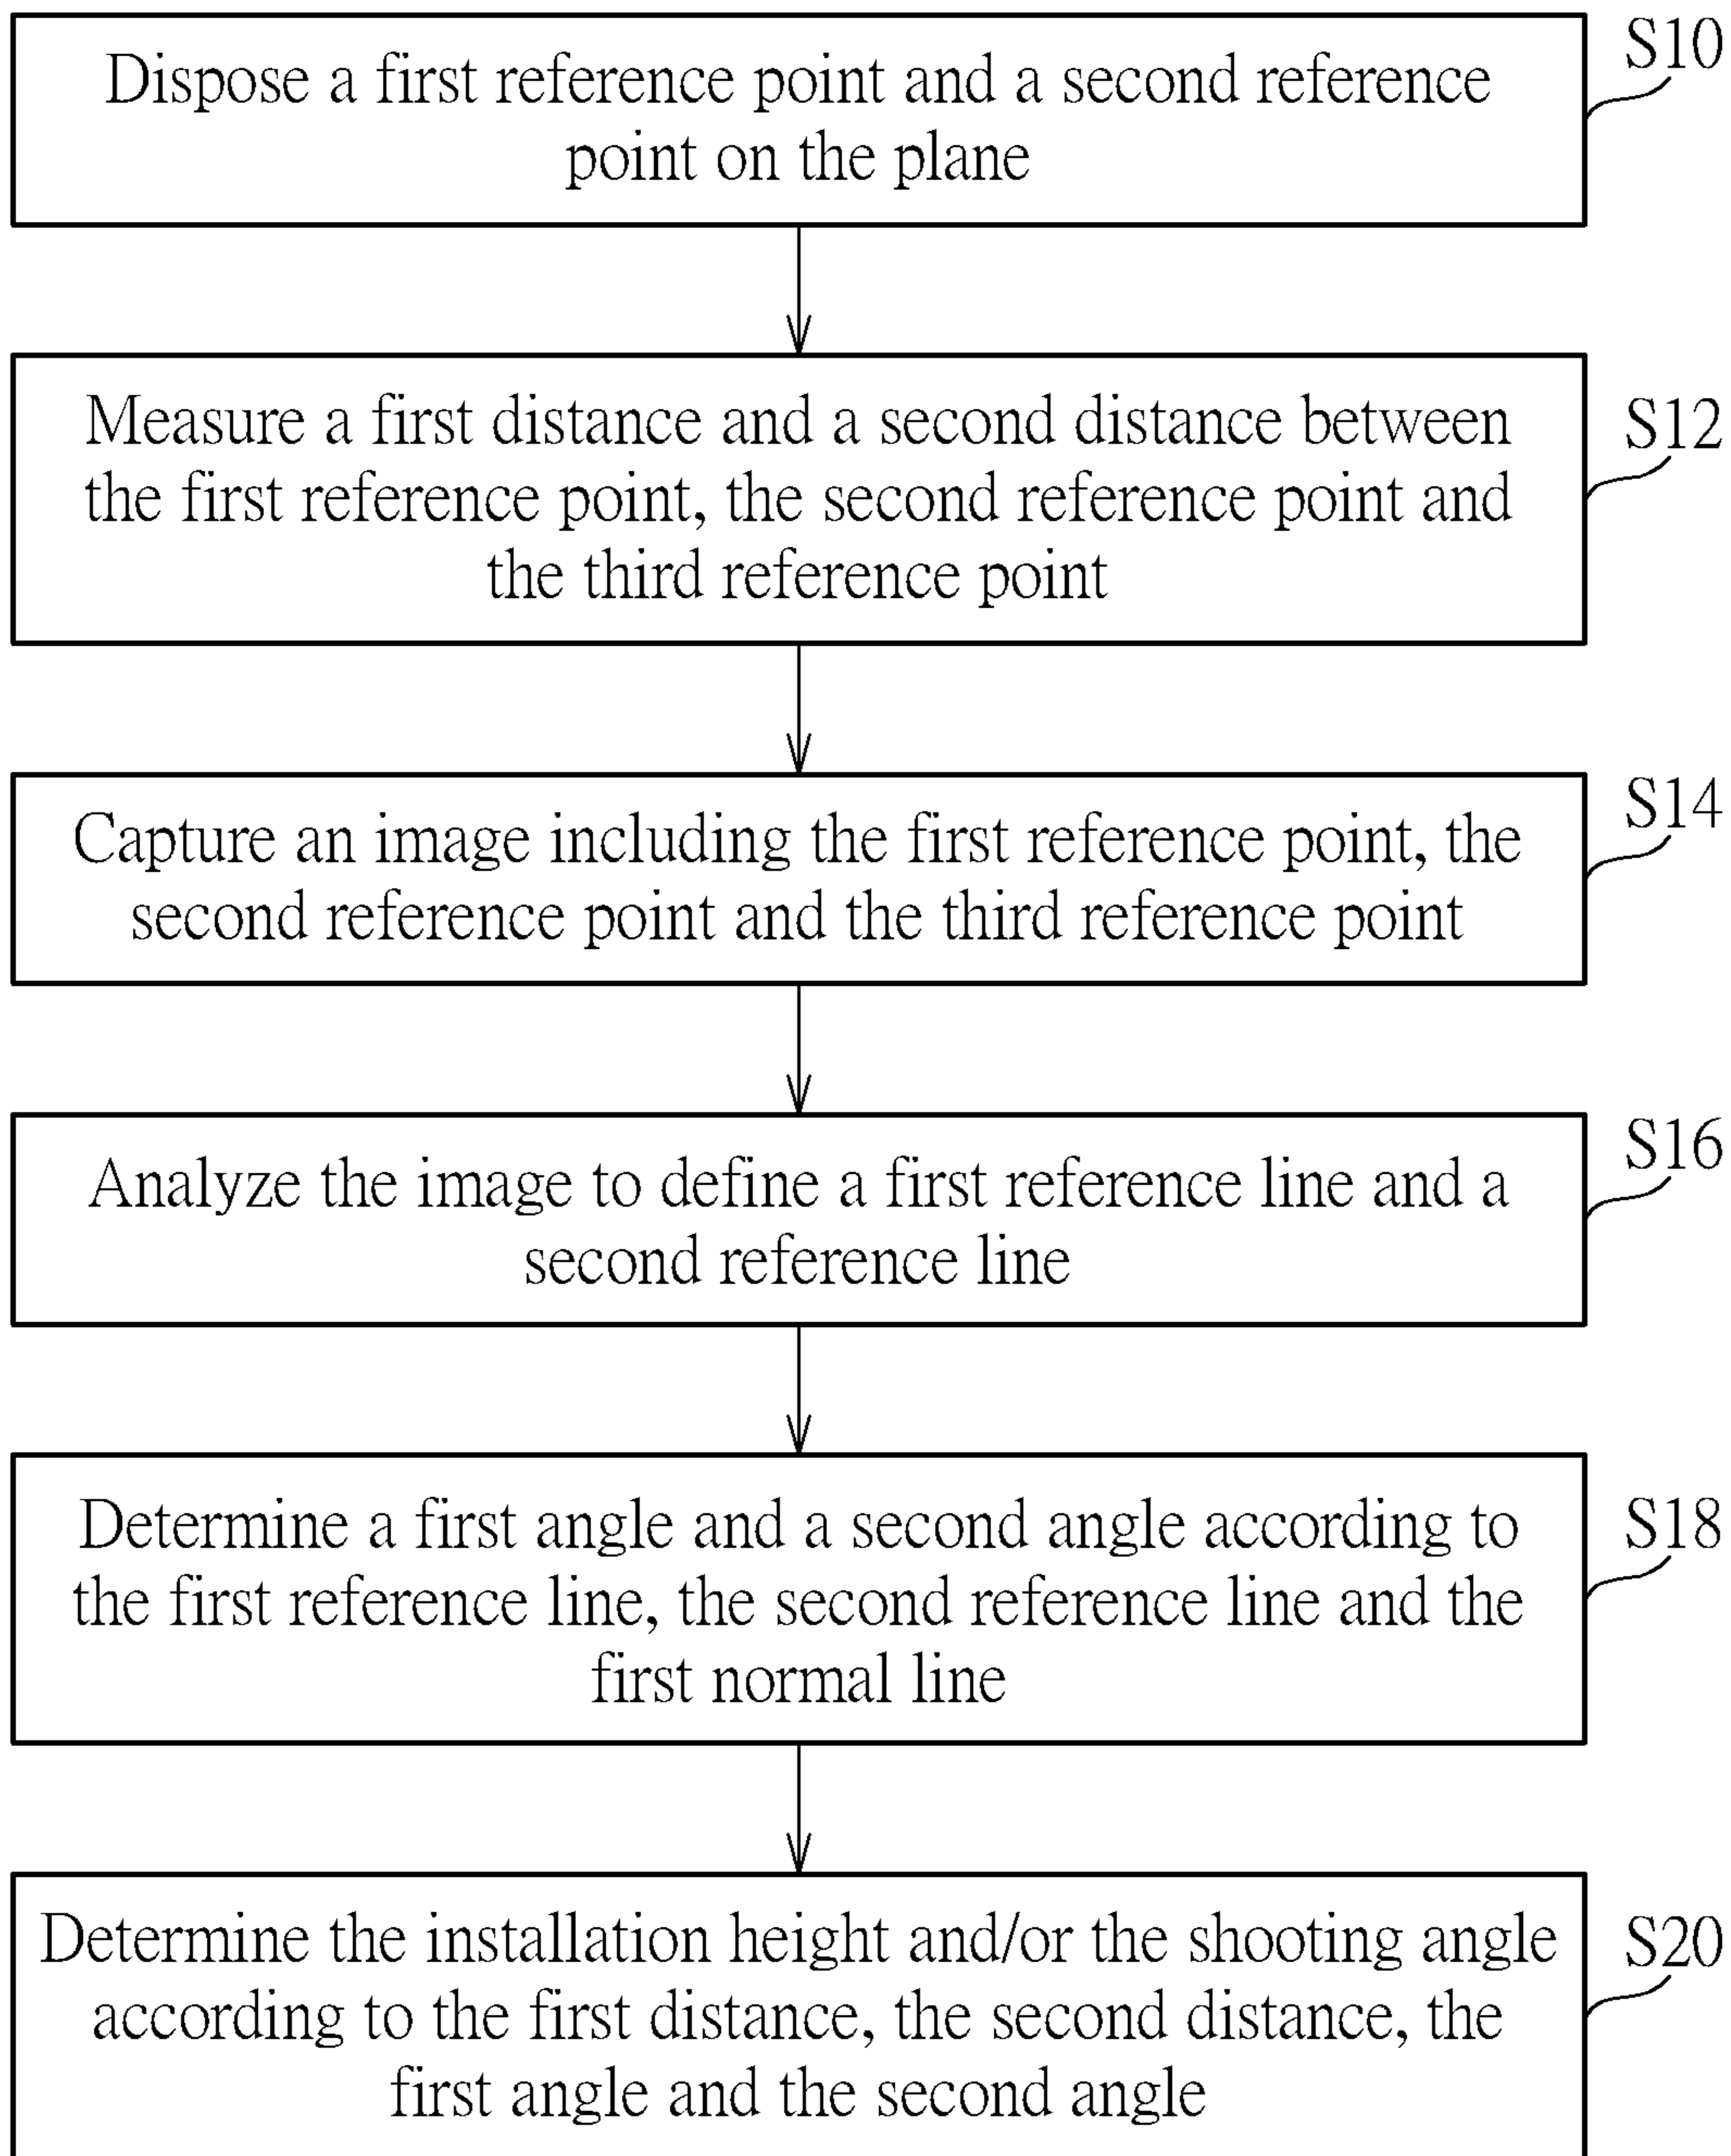 S10
Dispose a first reference point and a second reference
point on the plane
S12
Measure a first distance and a second distance between
the first reference point, the second reference point and
the third reference point
S14
Capture an image including the first reference point, the
second reference point and the third reference point
S16
Analyze the image to define a first reference line and a
second reference line
S18
Determine a first angle and a second angle according to
the first reference line, the second reference line and the
first normal line
S20
Determine the installation height and/or the shooting angle
according to the first distance, the second distance, the
first angle and the second angle